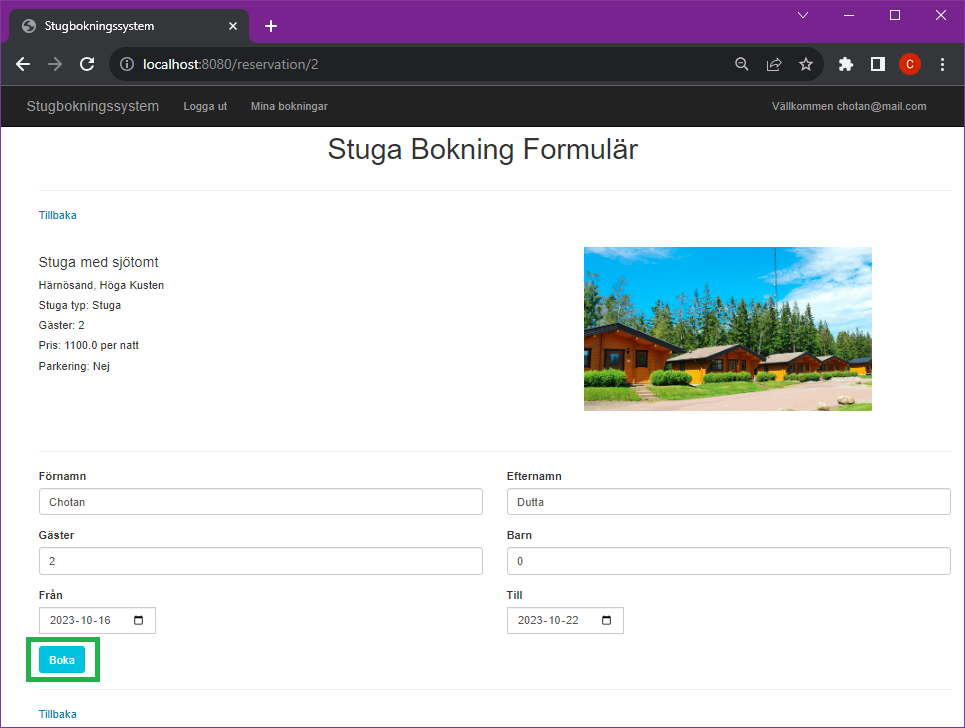 Stugbokningssystem
localhost:8080/reservation/2
C
Stugbokningssystem Logga ut Mina bokningar Vällkommen chotan@mail.com
Stuga Bokning Formulär
Tillbaka
Stuga med sjötomt
Härnösand, Höga Kusten
Stuga typ: Stuga
Gäster: 2
Pris: 1100.0 per natt
Parkering: Nej
Förnamn Efternamn
Chotan Dutta
Gäster Barn
2 0
Från Till
2023-10-16 2023-10-22
Boka
Tillbaka